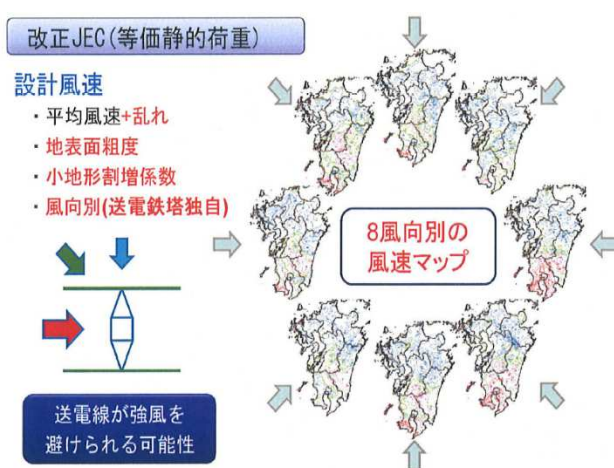 改正JEC(等価静的荷重)
設計風速
・平均風速+乱れ
・地表面粗度
・小地形割増係数
・風向別(送電鉄塔独自)
8風向別の
風速マップ
送電線が強風を
避けられる可能性